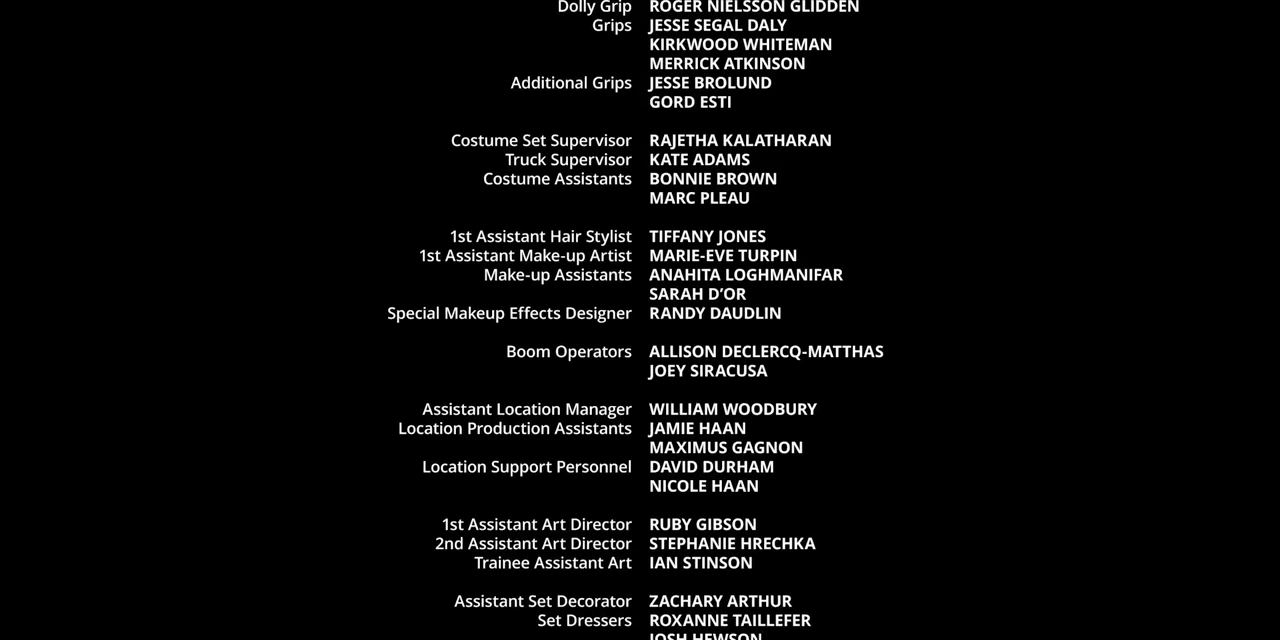 Dolly Grip ROGER NIELSSON GLIDDEN
Grips JESSE SEGAL DALY
KIRKWOOD WHITEMAN
MERRICK ATKINSON
Additional Grips JESSE BROLUND
GORD ESTI
Costume Set Supervisor RAJETHA KALATHARAN
Truck Supervisor KATE ADAMS
Costume Assistants BONNIE BROWN
MARC PLEAU
1st Assistant Hair Stylist TIFFANY JONES
1st Assistant Make-up Artist MARIE-EVE TURPIN
Make-up Assistants ANAHITA LOGHMANIFAR
SARAH D’OR
Special Makeup Effects Designer RANDY DAUDLIN
Boom Operators ALLISON DECLERCQ-MATTHAS
JOEY SIRACUSA
Assistant Location Manager WILLIAM WOODBURY
Location Production Assistants JAMIE HAAN
MAXIMUS GAGNON
Location Support Personnel DAVID DURHAM
NICOLE HAAN
1st Assistant Art Director RUBY GIBSON
2nd Assistant Art Director STEPHANIE HRECHKA
Trainee Assistant Art IAN STINSON
Assistant Set Decorator ZACHARY ARTHUR
Set Dressers ROXANNE TAILLEFER
JOSH HEWSON